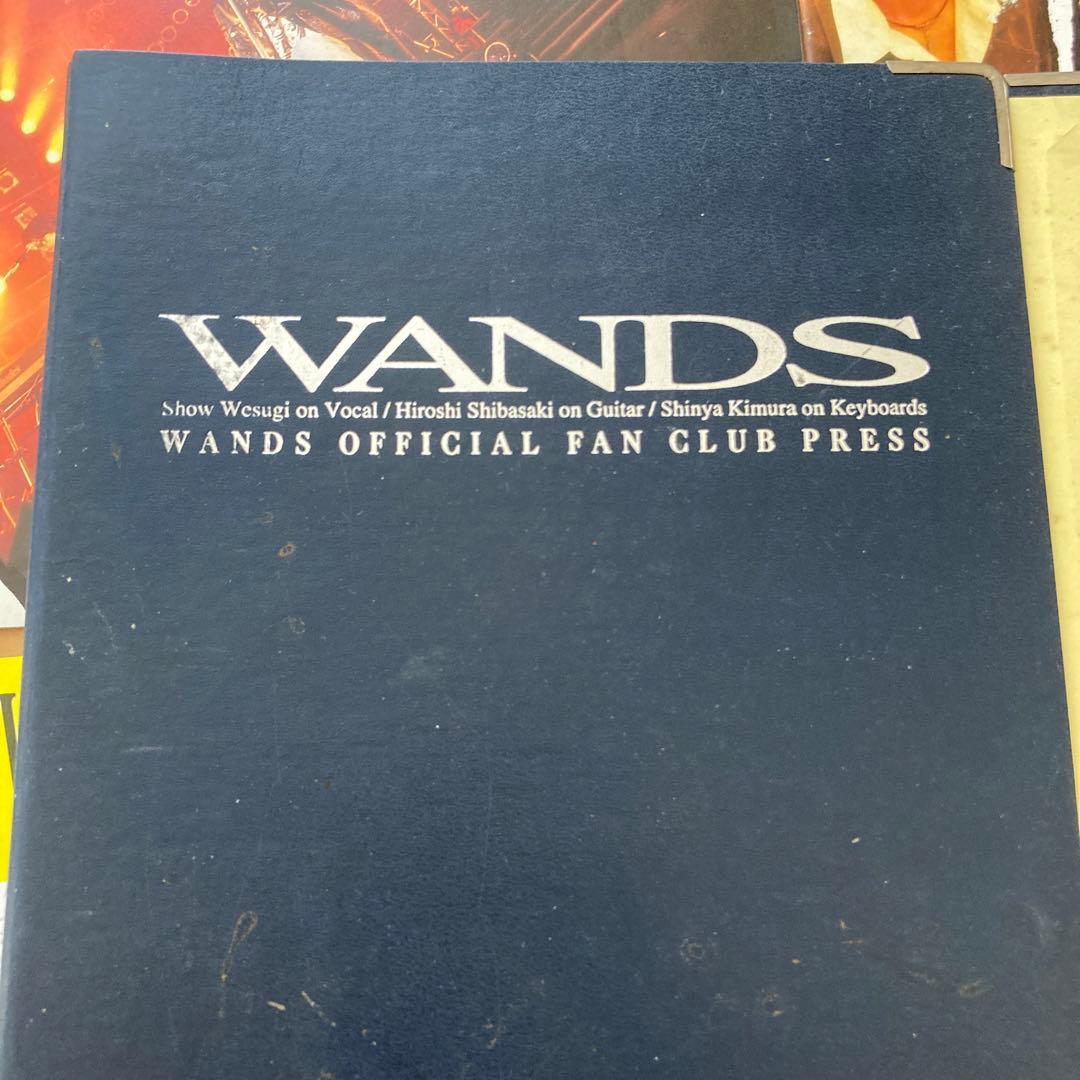 WANDS
Show Wesugi on Vocal / Hiroshi Shibasaki on Guitar / Shinya Kimura on Keyboards
WANDS OFFICIAL FAN CLUB PRESS